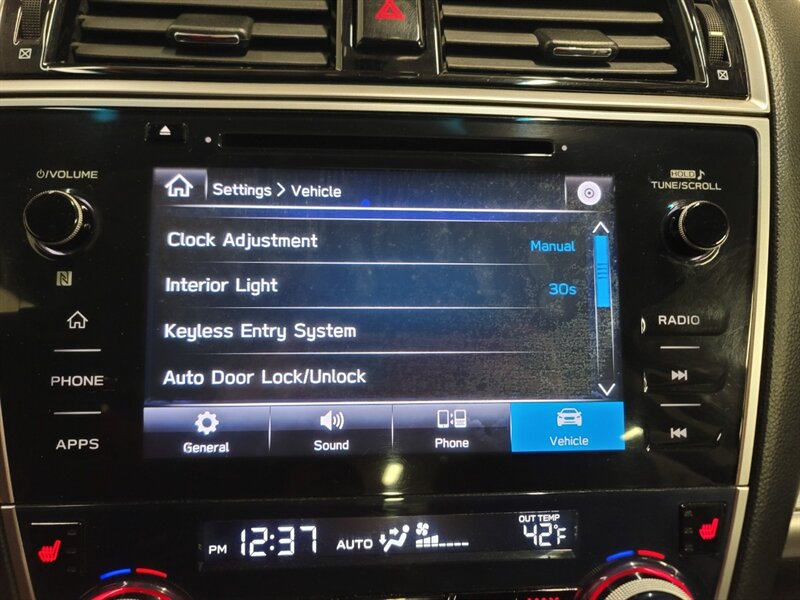 ⏻/VOLUME
HOLD ♪
TUNE/SCROLL
Settings > Vehicle
Clock Adjustment
Manual
Interior Light
30s
Keyless Entry System
Auto Door Lock/Unlock
General
Sound
Phone
Vehicle
PHONE
APPS
RADIO
PM 12:37
AUTO
OUT TEMP
42°F